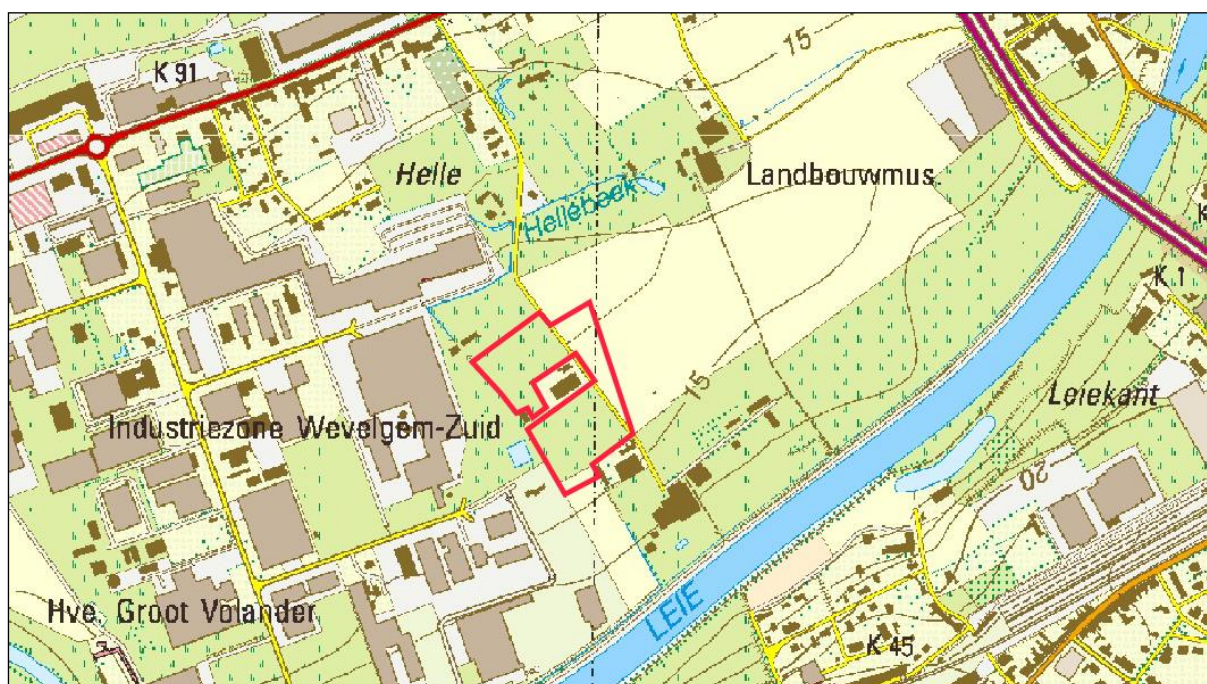 15
K 91
Helle
Landbouwmus
Hellebeek
K 1
15
Leiekant
Industriezone Wevelgem-Zuid
20
Hve. Groot Volander
LEIE
K 45